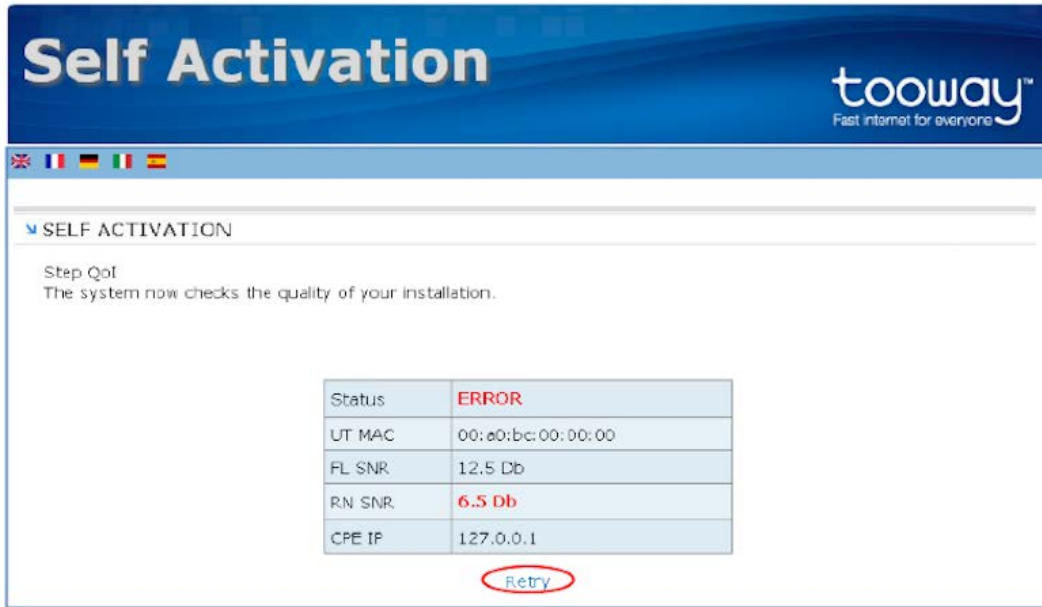 Self Activation
tooway™
Fast internet for everyone
SELF ACTIVATION
Step QoI
The system now checks the quality of your installation.
Status ERROR
UT MAC 00:a0:bc:00:00:00
FL SNR 12.5 Db
RN SNR 6.5 Db
CPE IP 127.0.0.1
Retry